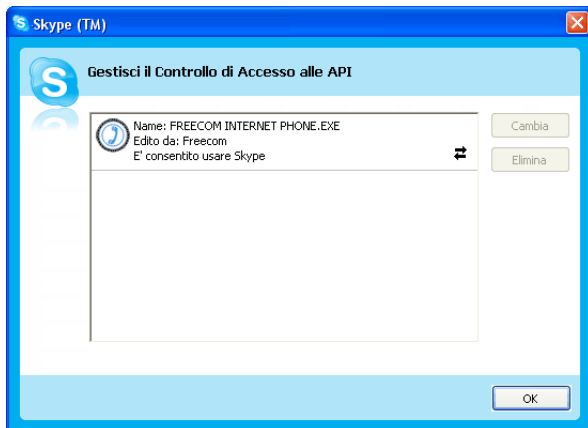 Skype (TM)
Gestisci il Controllo di Accesso alle API
Name: FREECOM INTERNET PHONE.EXE
Edito da: Freecom
E' consentito usare Skype
Cambia
Elimina
OK